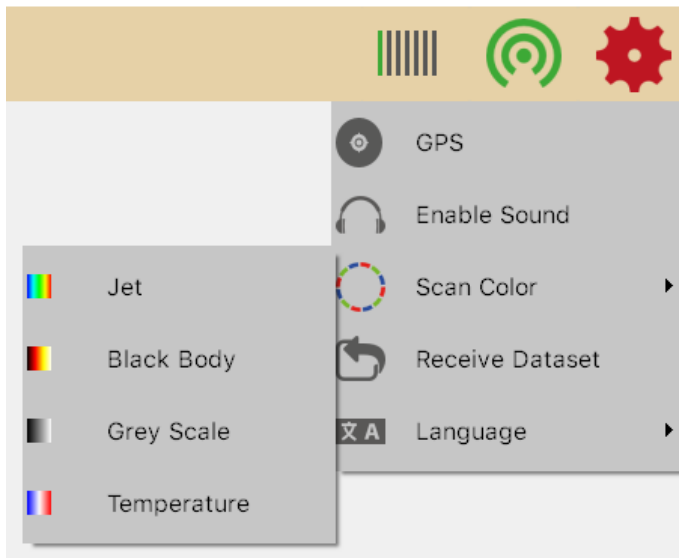 GPS
Enable Sound
Scan Color
Receive Dataset
文A Language
Jet
Black Body
Grey Scale
Temperature